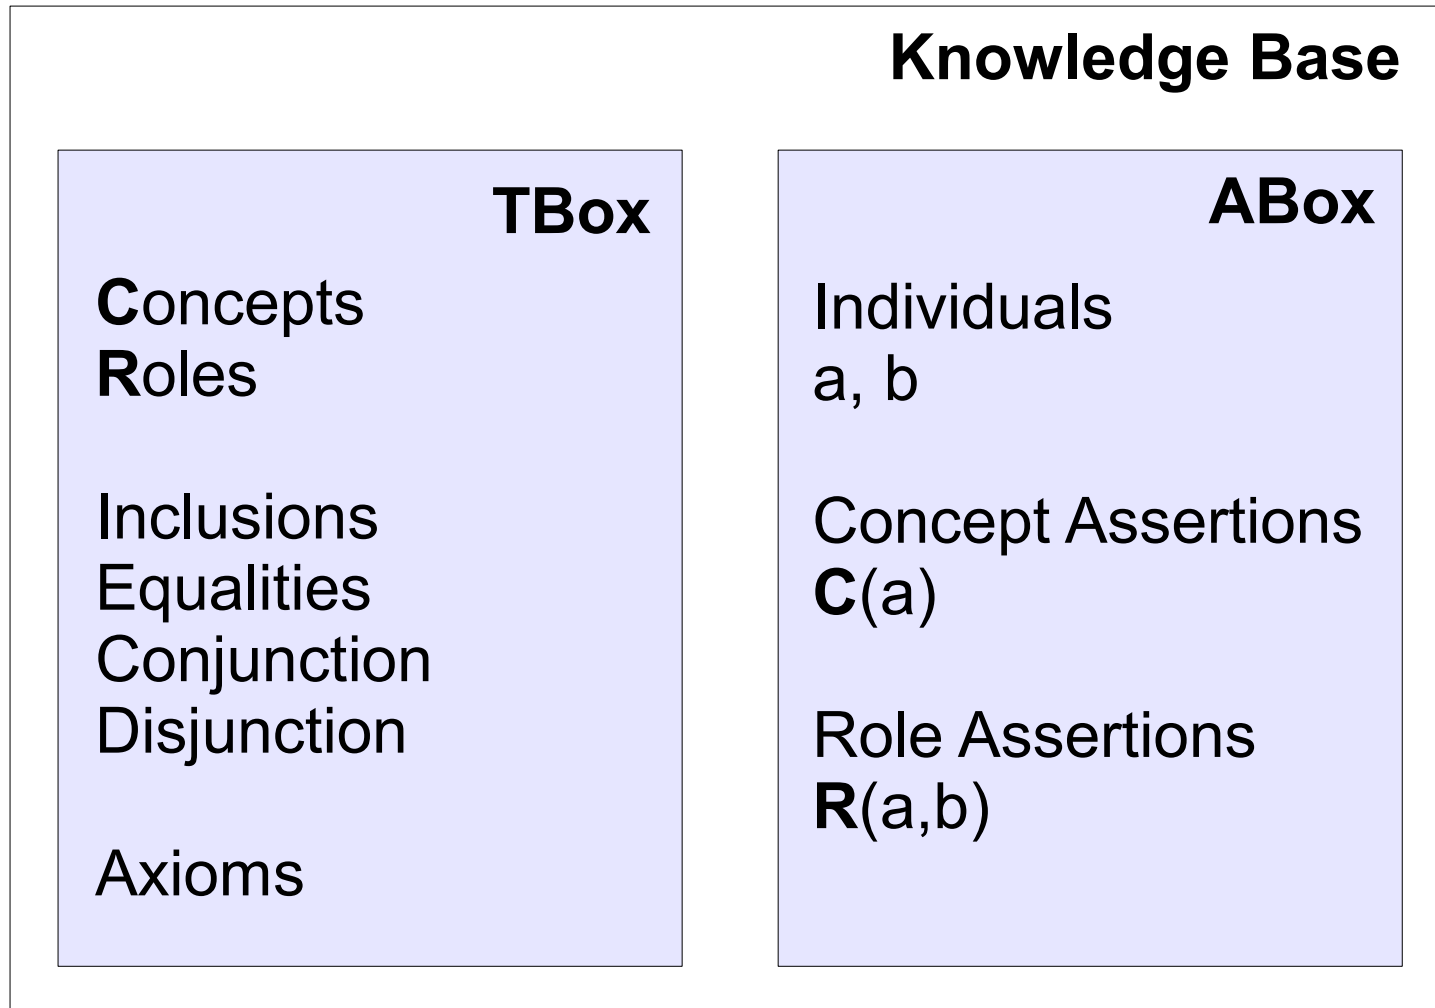 Knowledge Base
TBox
Concepts
Roles
Inclusions
Equalities
Conjunction
Disjunction
Axioms
ABox
Individuals
a, b
Concept Assertions
C(a)
Role Assertions
R(a,b)